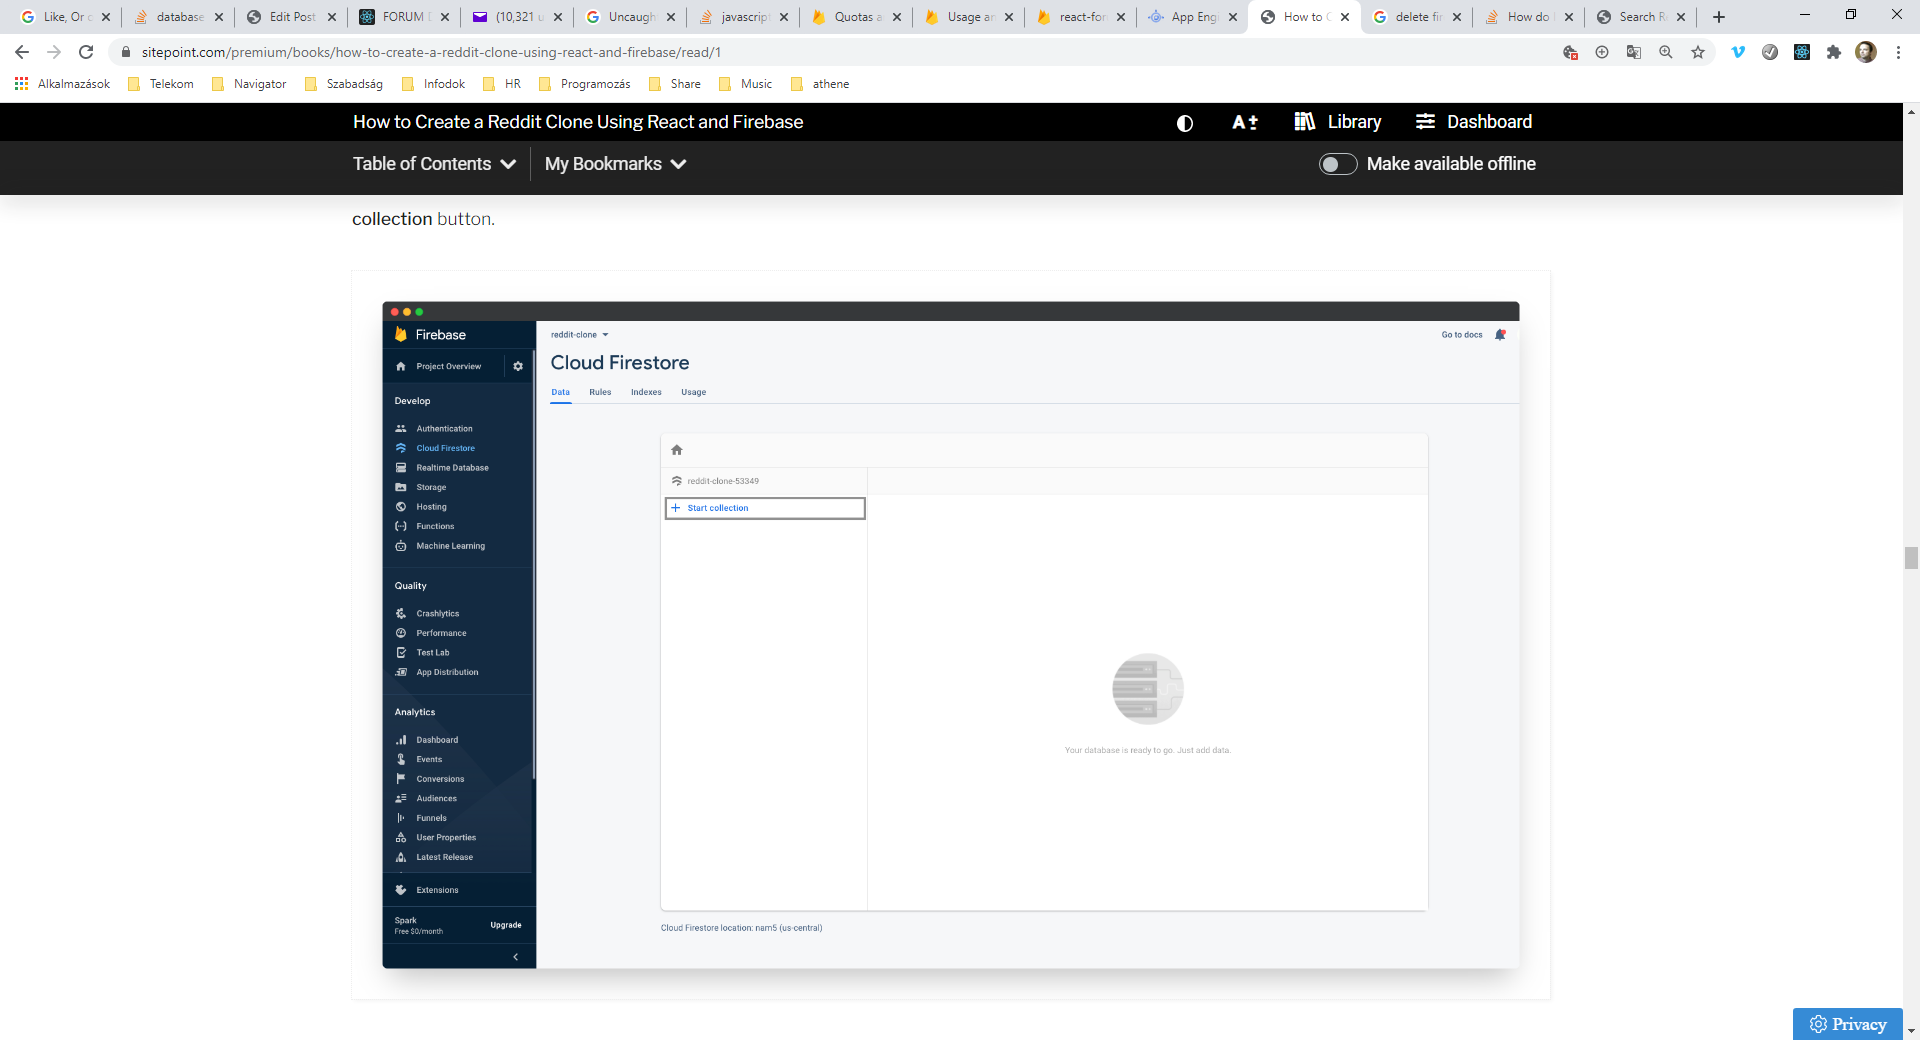 Like, Or c
database
Edit Post
FORUM D
(10,321 u
Uncaugh
javascript
Quotas a
Usage an
react-for
App Engi
How to C
delete fir
How do I
Search R
sitepoint.com/premium/books/how-to-create-a-reddit-clone-using-react-and-firebase/read/1
Alkalmazások Telekom Navigator Szabadság Infodok HR Programozás Share Music athene
How to Create a Reddit Clone Using React and Firebase
A± Library Dashboard
Table of Contents My Bookmarks Make available offline
collection button.
Firebase
Project Overview
Develop
Authentication
Cloud Firestore
Realtime Database
Storage
Hosting
Functions
Machine Learning
Quality
Crashlytics
Performance
Test Lab
App Distribution
Analytics
Dashboard
Events
Conversions
Audiences
Funnels
User Properties
Latest Release
Extensions
Spark
Free $0/month
Upgrade
reddit-clone
Go to docs
Cloud Firestore
Data Rules Indexes Usage
reddit-clone-53349
+ Start collection
Your database is ready to go. Just add data.
Cloud Firestore location: nam5 (us-central)
Privacy